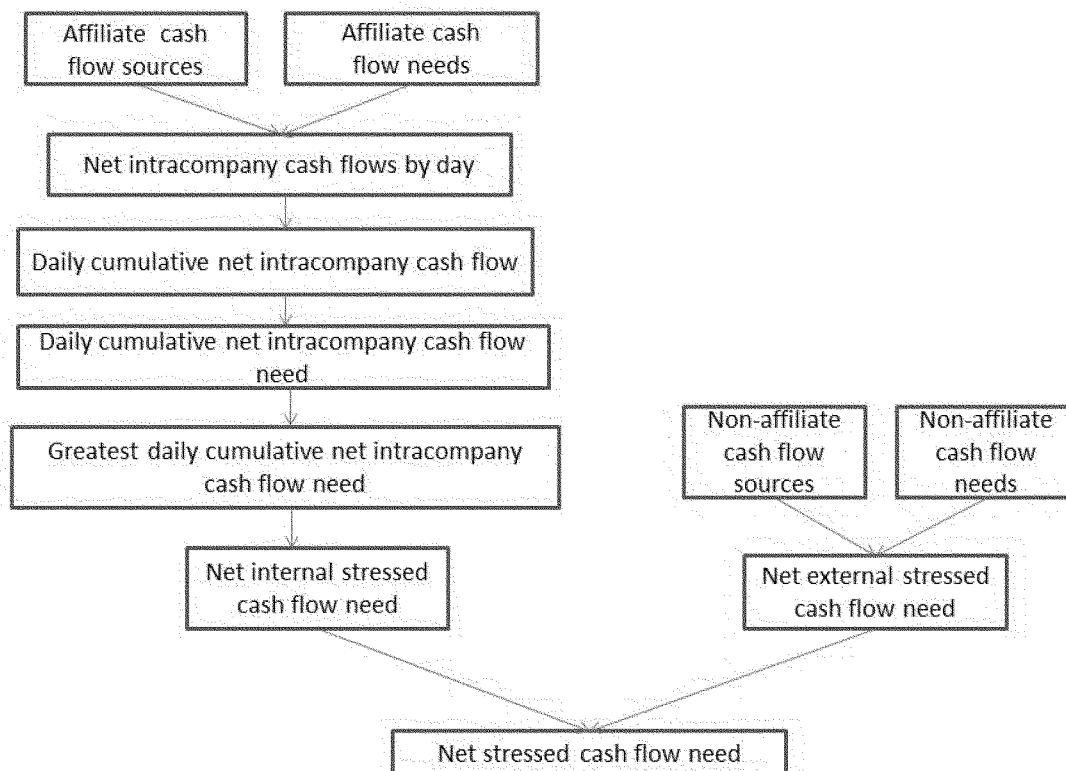 Affiliate cash
flow sources
Affiliate cash
flow needs
Net intracompany cash flows by day
Daily cumulative net intracompany cash flow
Daily cumulative net intracompany cash flow
need
Greatest daily cumulative net intracompany
cash flow need
Non-affiliate
cash flow
sources
Non-affiliate
cash flow
needs
Net internal stressed
cash flow need
Net external stressed
cash flow need
Net stressed cash flow need